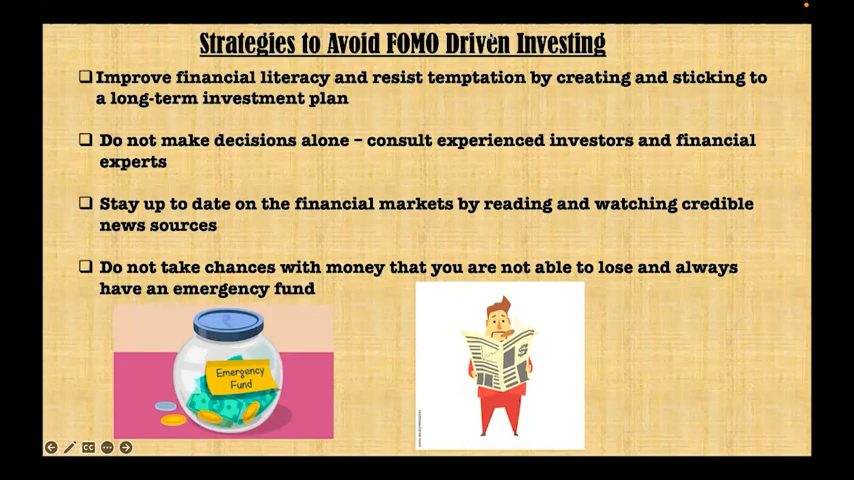 Strategies to Avoid FOMO Driven Investing
Improve financial literacy and resist temptation by creating and sticking to
a long-term investment plan
Do not make decisions alone – consult experienced investors and financial
experts
Stay up to date on the financial markets by reading and watching credible
news sources
Do not take chances with money that you are not able to lose and always
have an emergency fund
Emergency
Fund
$
CC